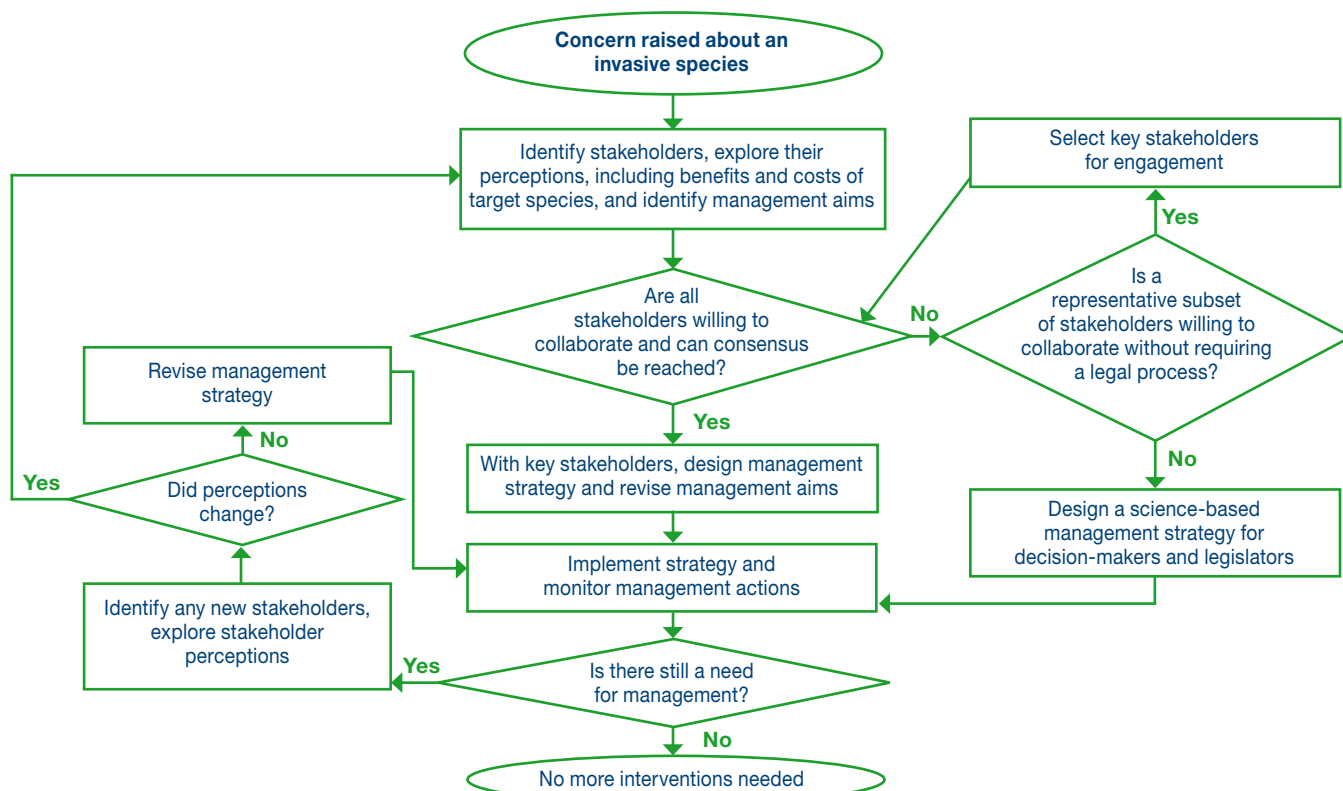 Concern raised about an
invasive species
Identify stakeholders, explore their
perceptions, including benefits and costs of
target species, and identify management aims
Select key stakeholders
for engagement
Yes
Are all
stakeholders willing to
collaborate and can consensus
be reached?
No
Is a
representative subset
of stakeholders willing to
collaborate without requiring
a legal process?
Revise management
strategy
No
Yes
Did perceptions
change?
Yes
With key stakeholders, design management
strategy and revise management aims
No
Design a science-based
management strategy for
decision-makers and legislators
Implement strategy and
monitor management actions
Identify any new stakeholders,
explore stakeholder
perceptions
Yes
Is there still a need
for management?
No
No more interventions needed